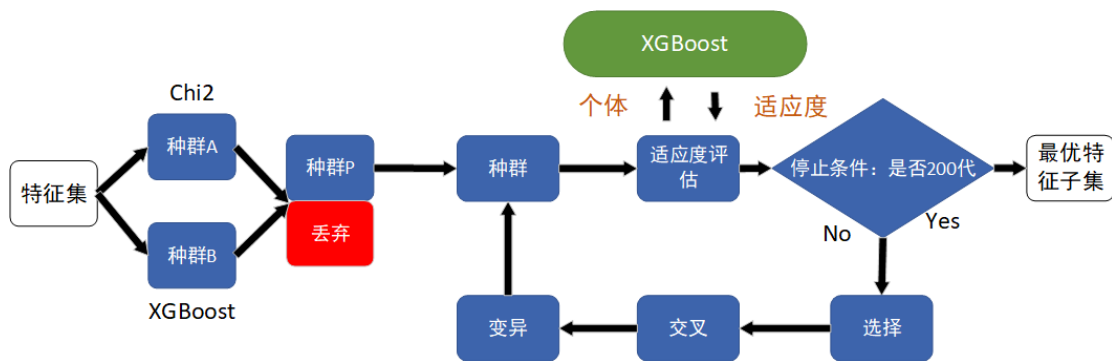 XGBoost
Chi2
个体
适应度
种群A
特征集
种群P
种群
适应度评
估
停止条件：是否200代
最优特
征子集
种群B
丢弃
No
Yes
XGBoost
变异
交叉
选择